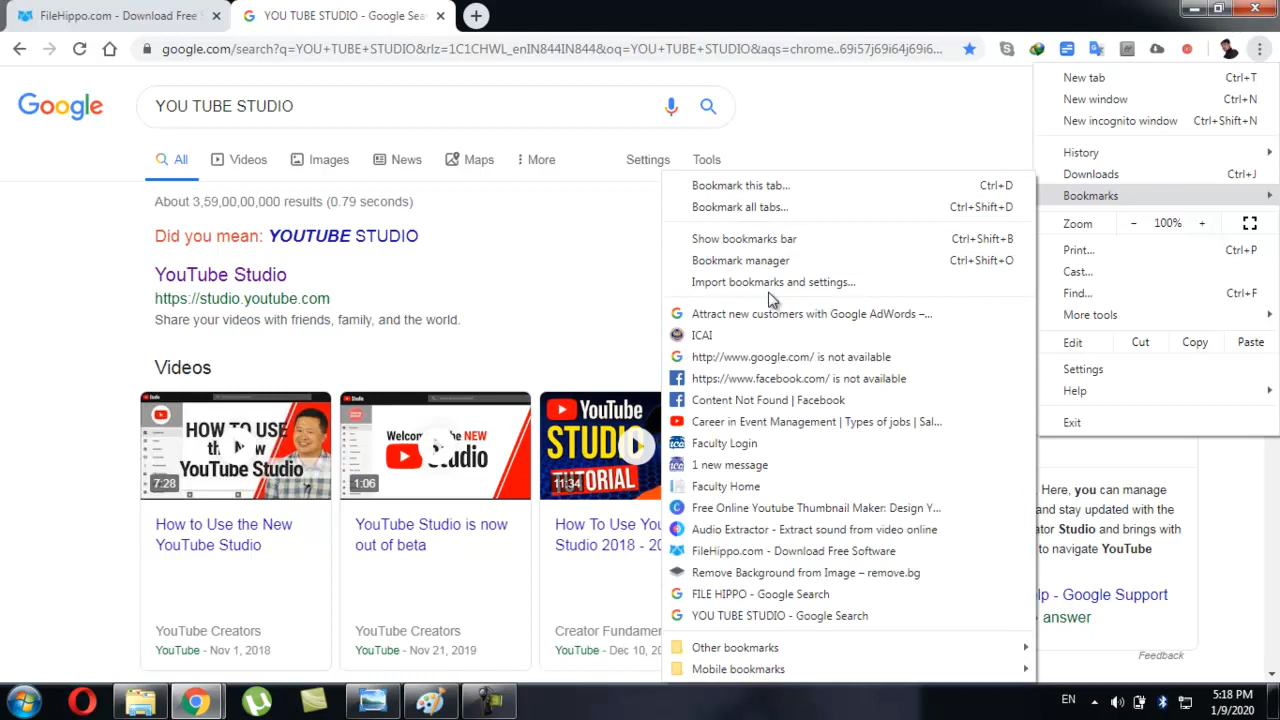 FileHippo.com - Download Free S
YOU TUBE STUDIO - Google Sea
google.com/search?q=YOU+TUBE+STUDIO&rlz=1C1CHWL_enIN844IN844&oq=YOU+TUBE+STUDIO&aqs=chrome..69i57j69i64j69i6...
Google
YOU TUBE STUDIO
All
Videos
Images
News
Maps
More
Settings
Tools
About 3,59,00,00,000 results (0.79 seconds)
Did you mean: YOUTUBE STUDIO
YouTube Studio
https://studio.youtube.com
Share your videos with friends, family, and the world.
Videos
HOW TO USE
the New
YouTube Studio
7:28
How to Use the New
YouTube Studio
YouTube Creators
YouTube - Nov 1, 2018
Welcome to the NEW
Studio
1:06
YouTube Studio is now
out of beta
YouTube Creators
YouTube - Nov 21, 2019
YouTube
STUDIO
TUTORIAL
11:34
How To Use You
Studio 2018 - 20
Creator Fundamen
YouTube - Dec 10, 20
Bookmark this tab... Ctrl+D
Bookmark all tabs... Ctrl+Shift+D
Show bookmarks bar Ctrl+Shift+B
Bookmark manager Ctrl+Shift+O
Import bookmarks and settings...
Attract new customers with Google AdWords –...
ICAI
http://www.google.com/ is not available
https://www.facebook.com/ is not available
Content Not Found | Facebook
Career in Event Management | Types of jobs | Sal...
Faculty Login
1 new message
Faculty Home
Free Online Youtube Thumbnail Maker: Design Y...
Audio Extractor - Extract sound from video online
FileHippo.com - Download Free Software
Remove Background from Image – remove.bg
FILE HIPPO - Google Search
YOU TUBE STUDIO - Google Search
Other bookmarks
Mobile bookmarks
New tab Ctrl+T
New window Ctrl+N
New incognito window Ctrl+Shift+N
History
Downloads Ctrl+J
Bookmarks
Zoom - 100% +
Print... Ctrl+P
Cast...
Find... Ctrl+F
More tools
Edit Cut Copy Paste
Settings
Help
Exit
Here, you can manage
and stay updated with the
ator Studio and brings with
to navigate YouTube
lp - Google Support
answer
Feedback
EN
5:18 PM
1/9/2020